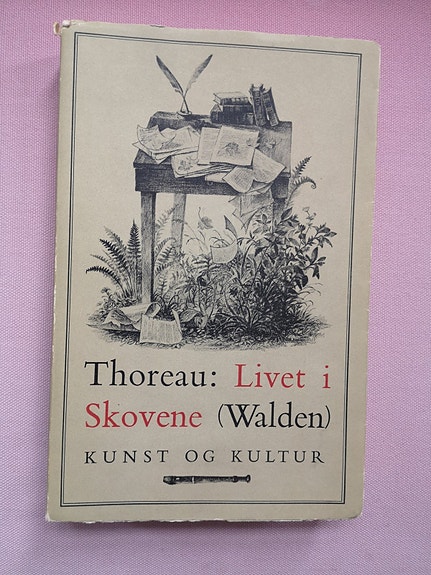 Thoreau: Livet i
Skovene (Walden)
KUNST OG KULTUR